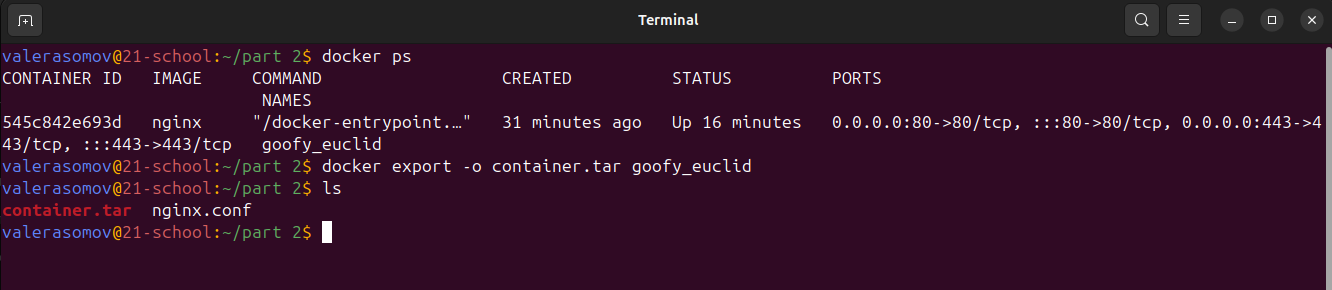 Terminal
valerasomov@21-school:~/part 2$ docker ps
CONTAINER ID   IMAGE     COMMAND                  CREATED          STATUS          PORTS
                          NAMES
545c842e693d   nginx     "/docker-entrypoint.…"   31 minutes ago   Up 16 minutes   0.0.0.0:80->80/tcp, :::80->80/tcp, 0.0.0.0:443->4
43/tcp, :::443->443/tcp   goofy_euclid
valerasomov@21-school:~/part 2$ docker export -o container.tar goofy_euclid
valerasomov@21-school:~/part 2$ ls
container.tar  nginx.conf
valerasomov@21-school:~/part 2$